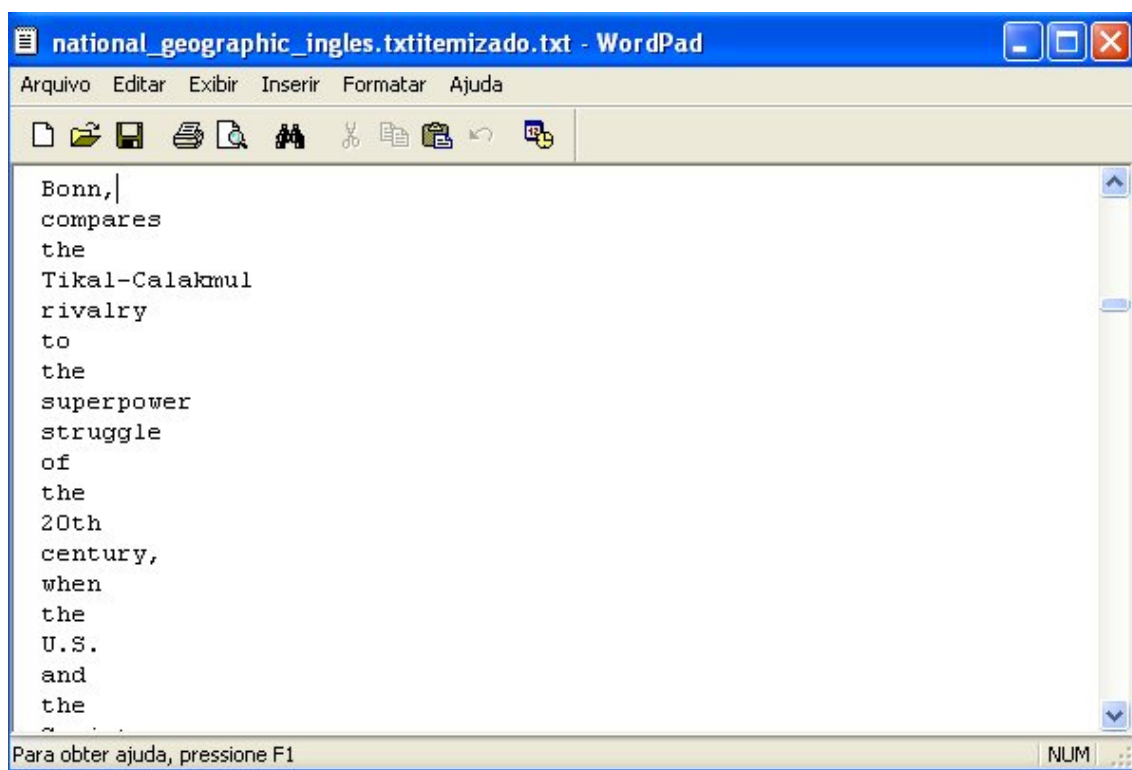 national_geographic_ingles.txtitemizado.txt - WordPad
Arquivo Editar Exibir Inserir Formatar Ajuda
Bonn,
compares
the
Tikal-Calakmul
rivalry
to
the
superpower
struggle
of
the
20th
century,
when
the
U.S.
and
the
Para obter ajuda, pressione F1 NUM